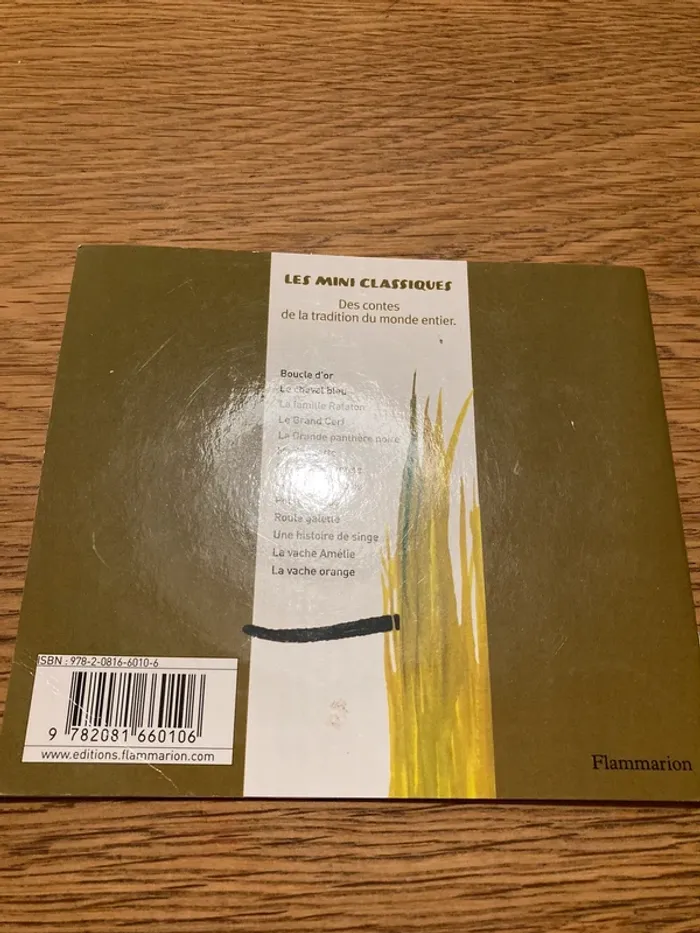 LES MINI CLASSIQUES
Des contes
de la tradition du monde entier.
Boucle d'or
Le cheval bleu
La famille Rataton
Le Grand Cerf
La Grande panthère noire
Roule galette
Une histoire de singe
La vache Amélie
La vache orange
ISBN : 978-2-0816-6010-6
9 782081 660106
www.editions.flammarion.com
Flammarion